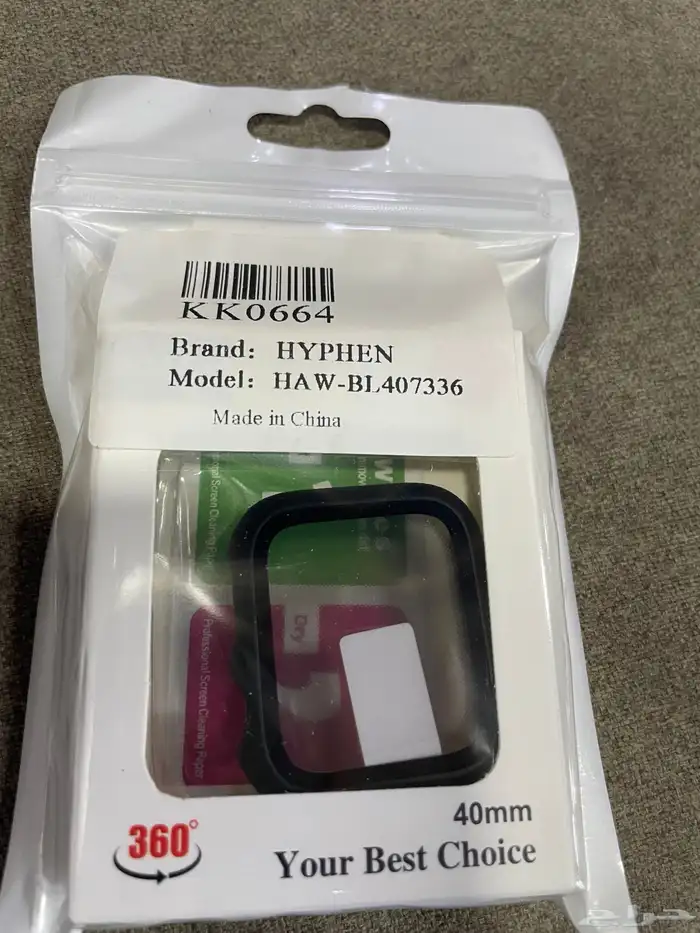 KK0664
Brand: HYPHEN
Model: HAW-BL407336
Made in China
Professional Screen Cleaning Paper
Dry
40mm
360°
Your Best Choice
حراج